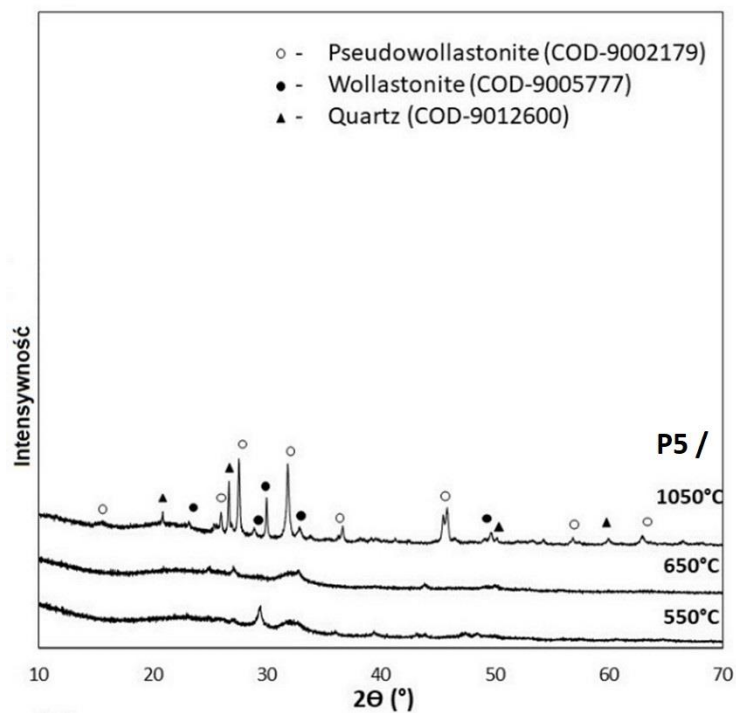 ○ - Pseudowollastonite (COD-9002179)
● - Wollastonite (COD-9005777)
▲ - Quartz (COD-9012600)
Intensywność
P5 /
1050°C
650°C
550°C
10 20 30 40 50 60 70
2Θ (°)